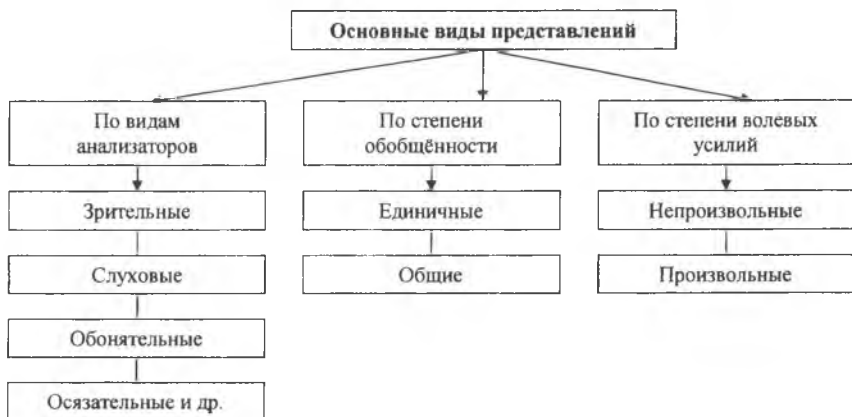 Основные виды представлений
По видам
анализаторов
Зрительные
Слуховые
Обонятельные
Осязательные и др.
По степени
обобщённости
Единичные
Общие
По степени волевых
усилий
Непроизвольные
Произвольные